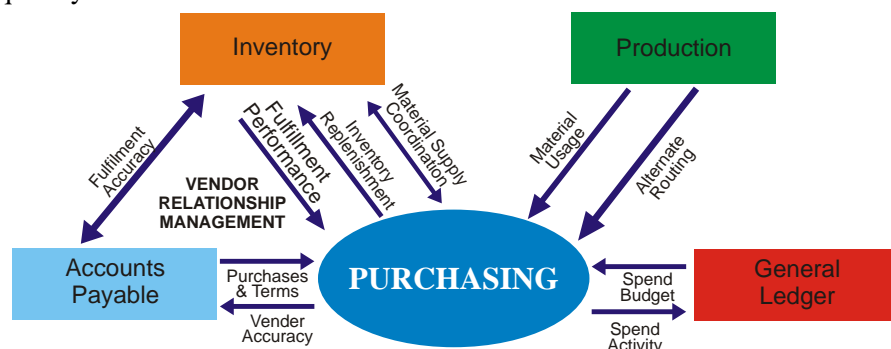 Inventory
Production
Fulfilment
Accuracy
Fulfillment
Performance
Inventory
Replenishment
Material Supply
Coordination
Material
Usage
Alternate
Routing
VENDOR
RELATIONSHIP
MANAGEMENT
Accounts
Payable
Purchases
& Terms
Vender
Accuracy
PURCHASING
Spend
Budget
Spend
Activity
General
Ledger